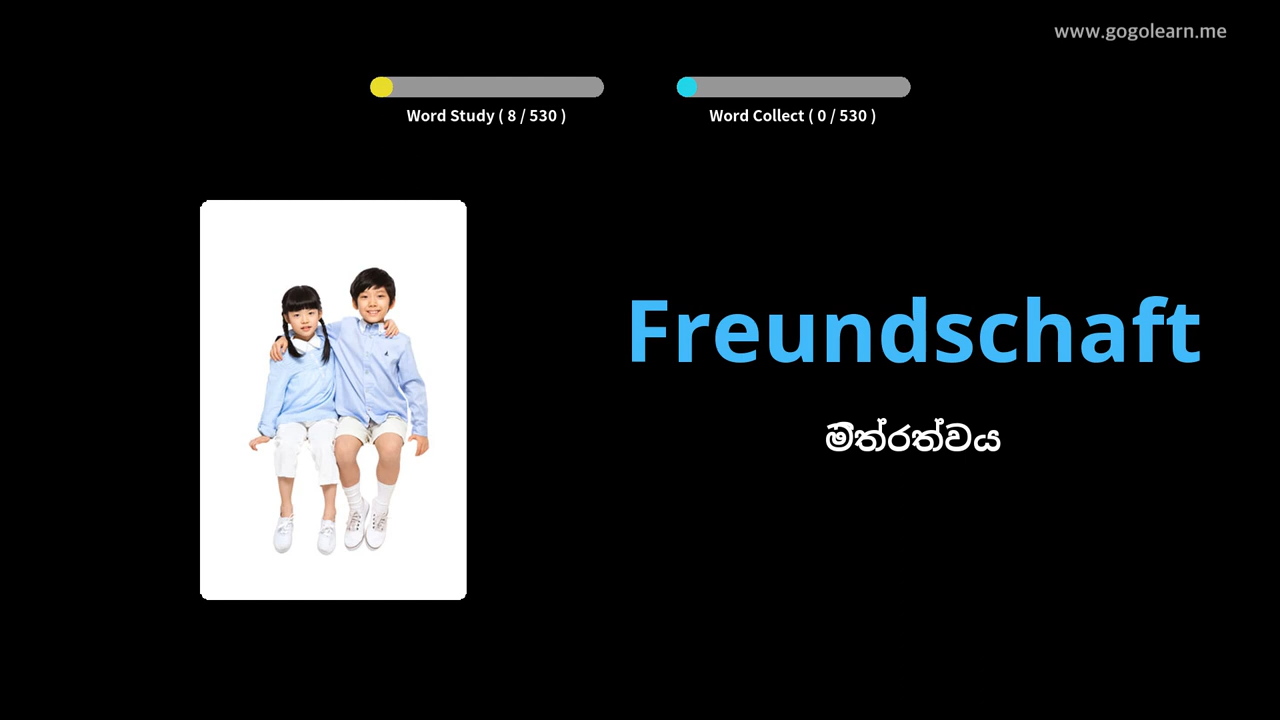 www.gogolearn.me
Word Study ( 8 / 530 )
Word Collect ( 0 / 530 )
Freundschaft
මිත්රත්වය